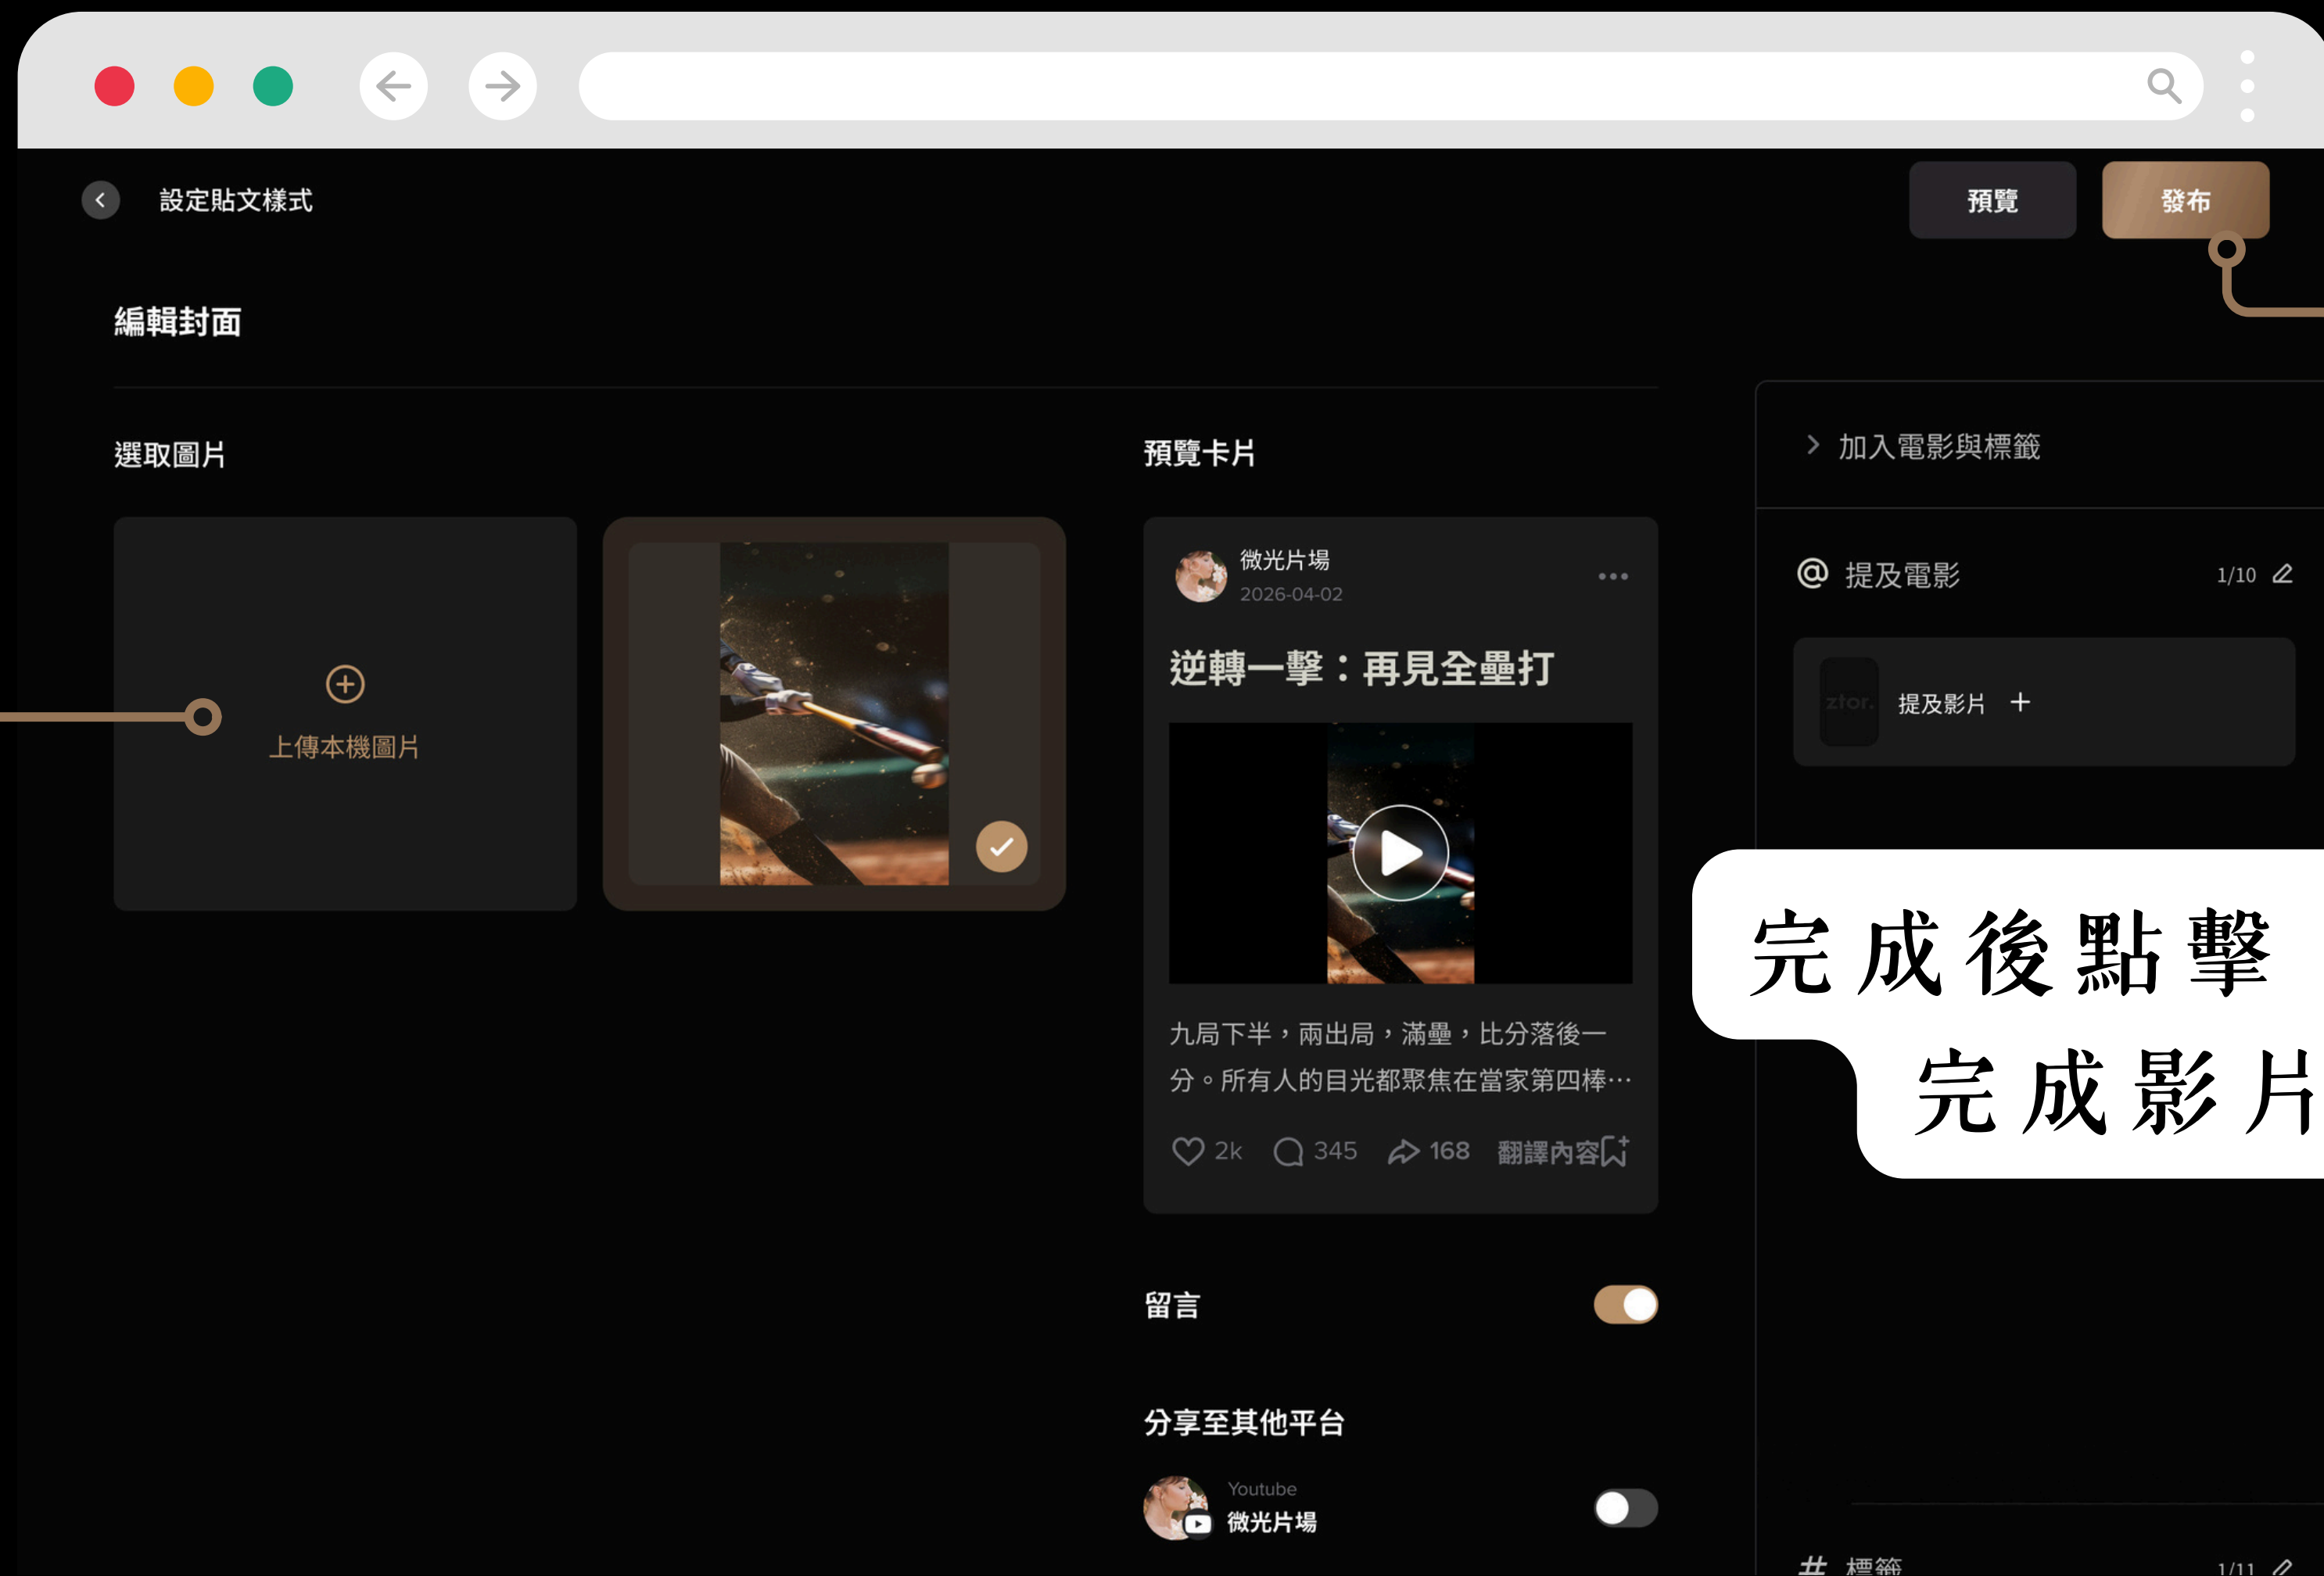 設定貼文樣式
預覽
發布
編輯封面
選取圖片
預覽卡片
上傳本機圖片
微光片場
2026-04-02
逆轉一擊：再見全壘打
九局下半，兩出局，滿壘，比分落後一
分。所有人的目光都聚焦在當家第四棒…
2k
345
168
翻譯內容
留言
分享至其他平台
Youtube
微光片場
加入電影與標籤
@ 提及電影
1/10
ztor.
提及影片 +
完成後點擊
完成影片
# 標籤
1/11